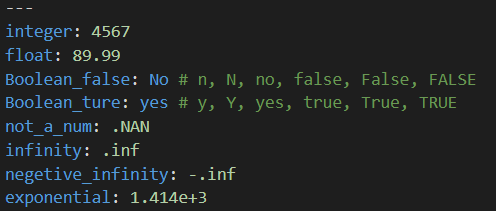 ---
integer: 4567
float: 89.99
Boolean_false: No # n, N, no, false, False, FALSE
Boolean_ture: yes # y, Y, yes, true, True, TRUE
not_a_num: .NAN
infinity: .inf
negetive_infinity: -.inf
exponential: 1.414e+3